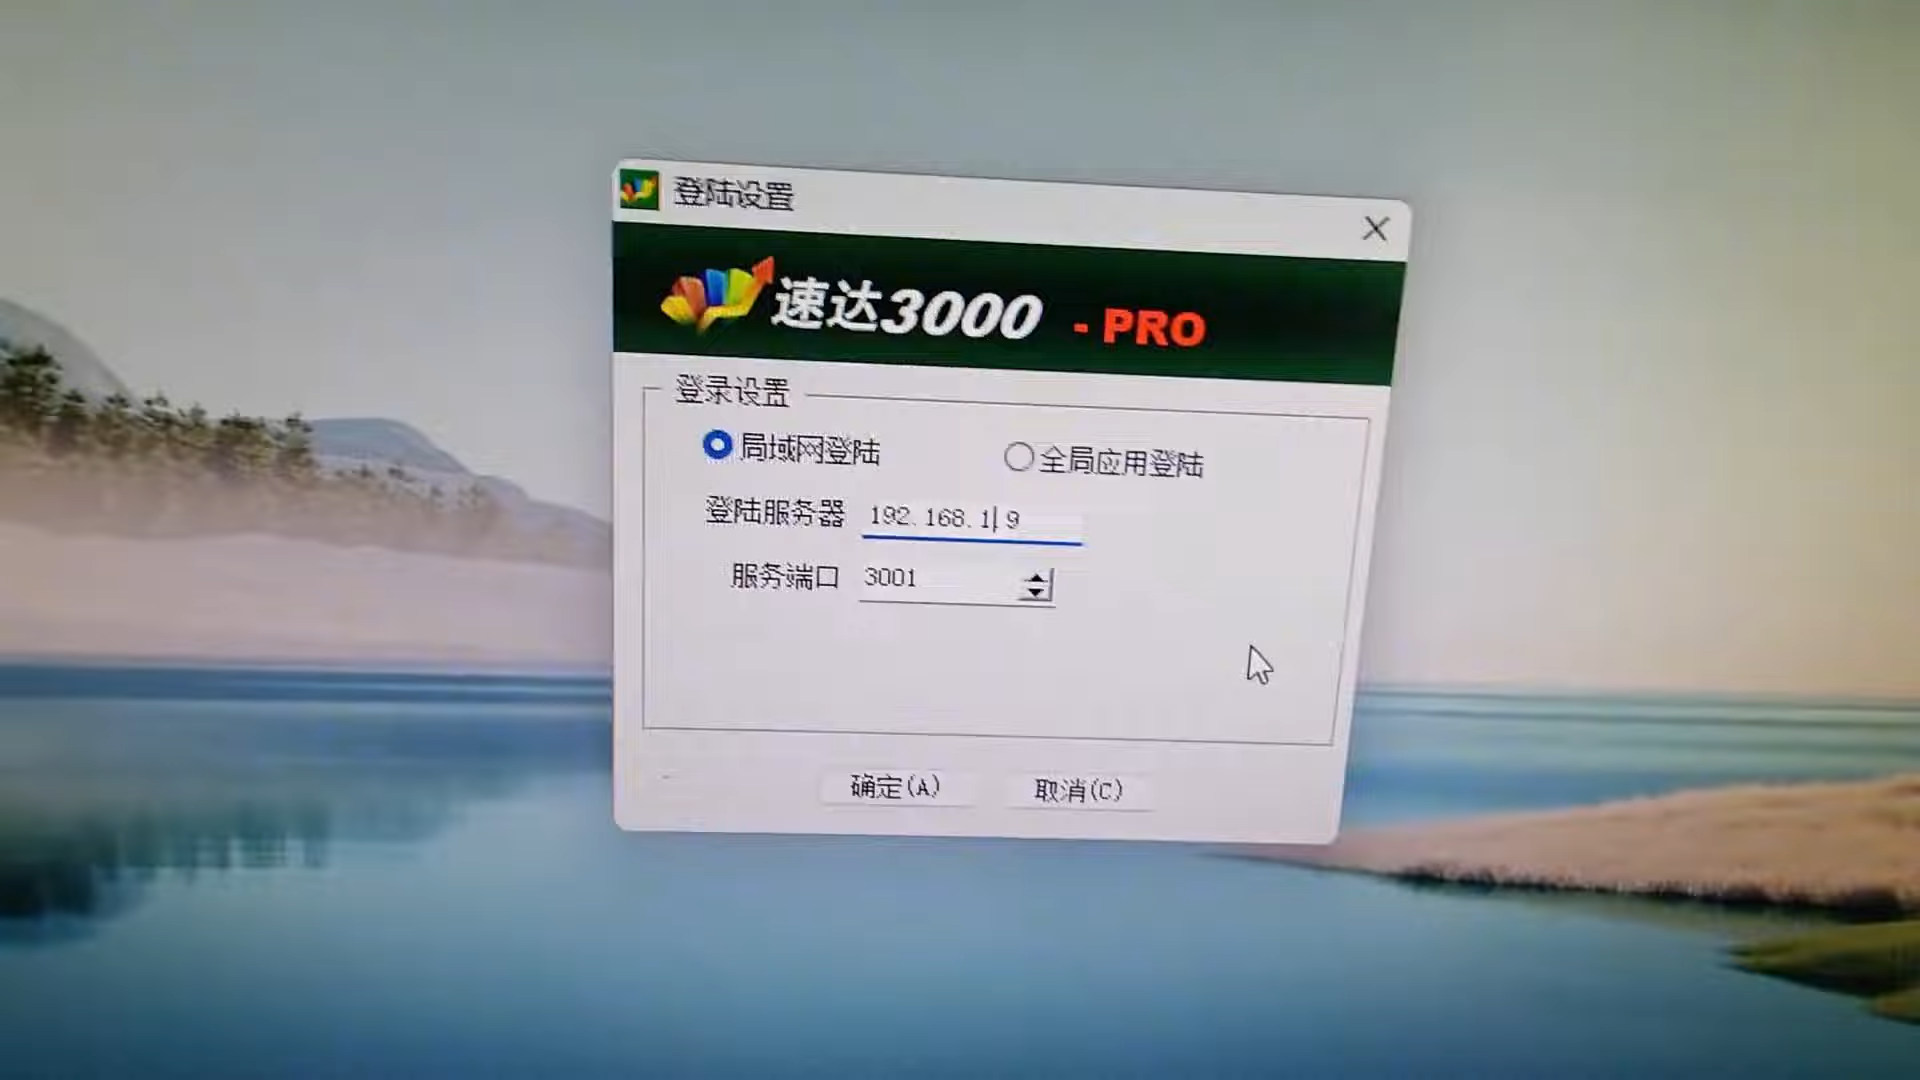 登陆设置
速达3000 - PRO
登录设置
局域网登陆 全局应用登陆
登陆服务器 192.168.1.9
服务端口 3001
确定(A) 取消(C)